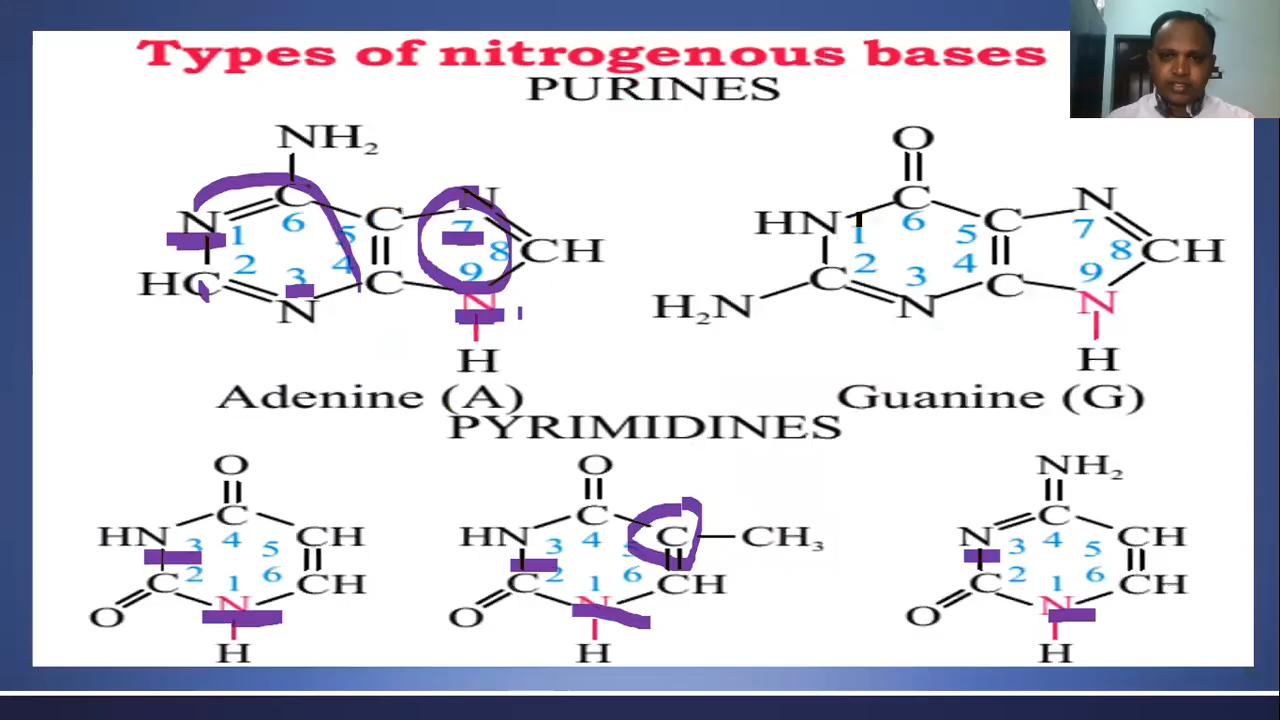 Types of nitrogenous bases
PURINES
NH2 O
N C N HN C N
1 6 5 7 C 1 6 5 7 C
2 3 4 8 9 CH 2 3 4 8 9 CH
HC N C N H2N C N C N
H H
Adenine (A) Guanine (G)
PYRIMIDINES
O O NH2
HN C CH HN C C CH3 N C CH
3 4 5 3 4 5 3 4 5
2 1 6 2 1 6 2 1 6
O C N CH O C N CH O C N CH
H H H